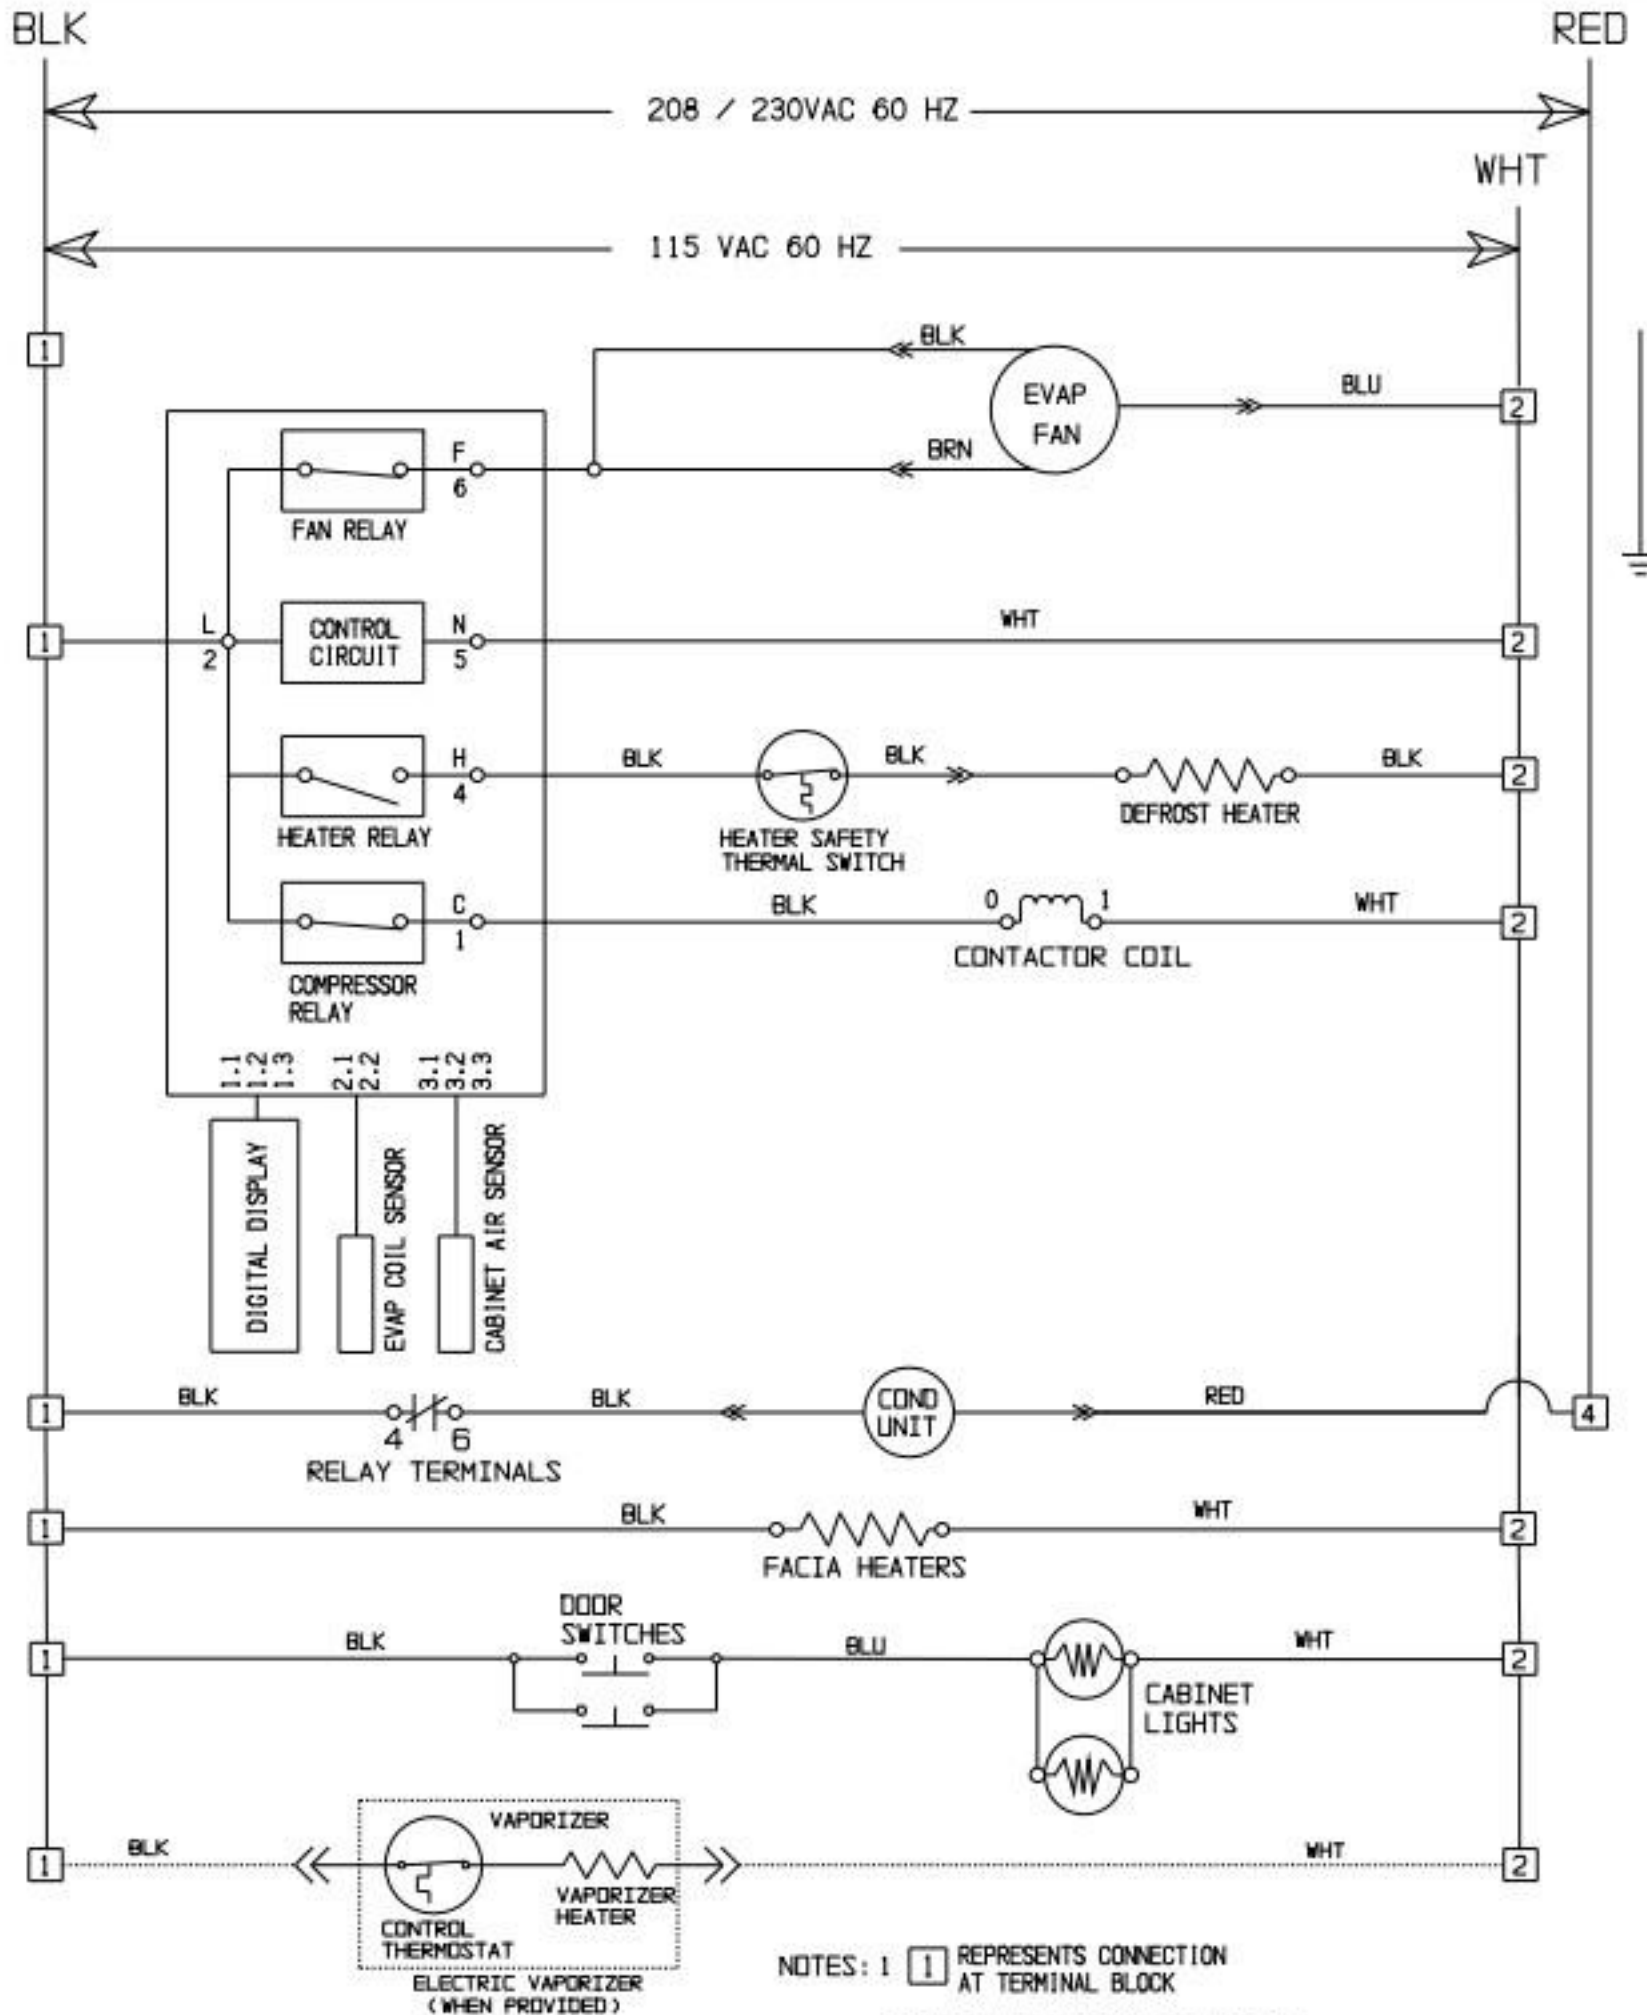 BLK
RED
208 / 230VAC 60 HZ
WHT
115 VAC 60 HZ
1
BLK
EVAP
FAN
BLU
2
BRN
F
6
FAN RELAY
1
L
2
CONTROL
CIRCUIT
N
5
WHT
2
H
4
HEATER RELAY
BLK
HEATER SAFETY
THERMAL SWITCH
BLK
DEFROST HEATER
BLK
2
C
1
COMPRESSOR
RELAY
BLK
0
1
CONTACTOR COIL
WHT
2
1.1
1.2
1.3
2.1
2.2
3.1
3.2
3.3
DIGITAL DISPLAY
EVAP COIL SENSOR
CABINET AIR SENSOR
1
BLK
4
6
RELAY TERMINALS
BLK
COND
UNIT
RED
4
1
BLK
FACIA HEATERS
WHT
2
1
BLK
DOOR
SWITCHES
BLU
CABINET
LIGHTS
WHT
2
1
BLK
VAPORIZER
CONTROL
THERMOSTAT
VAPORIZER
HEATER
WHT
2
ELECTRIC VAPORIZER
(WHEN PROVIDED)
NOTES: 1 1 REPRESENTS CONNECTION
AT TERMINAL BLOCK